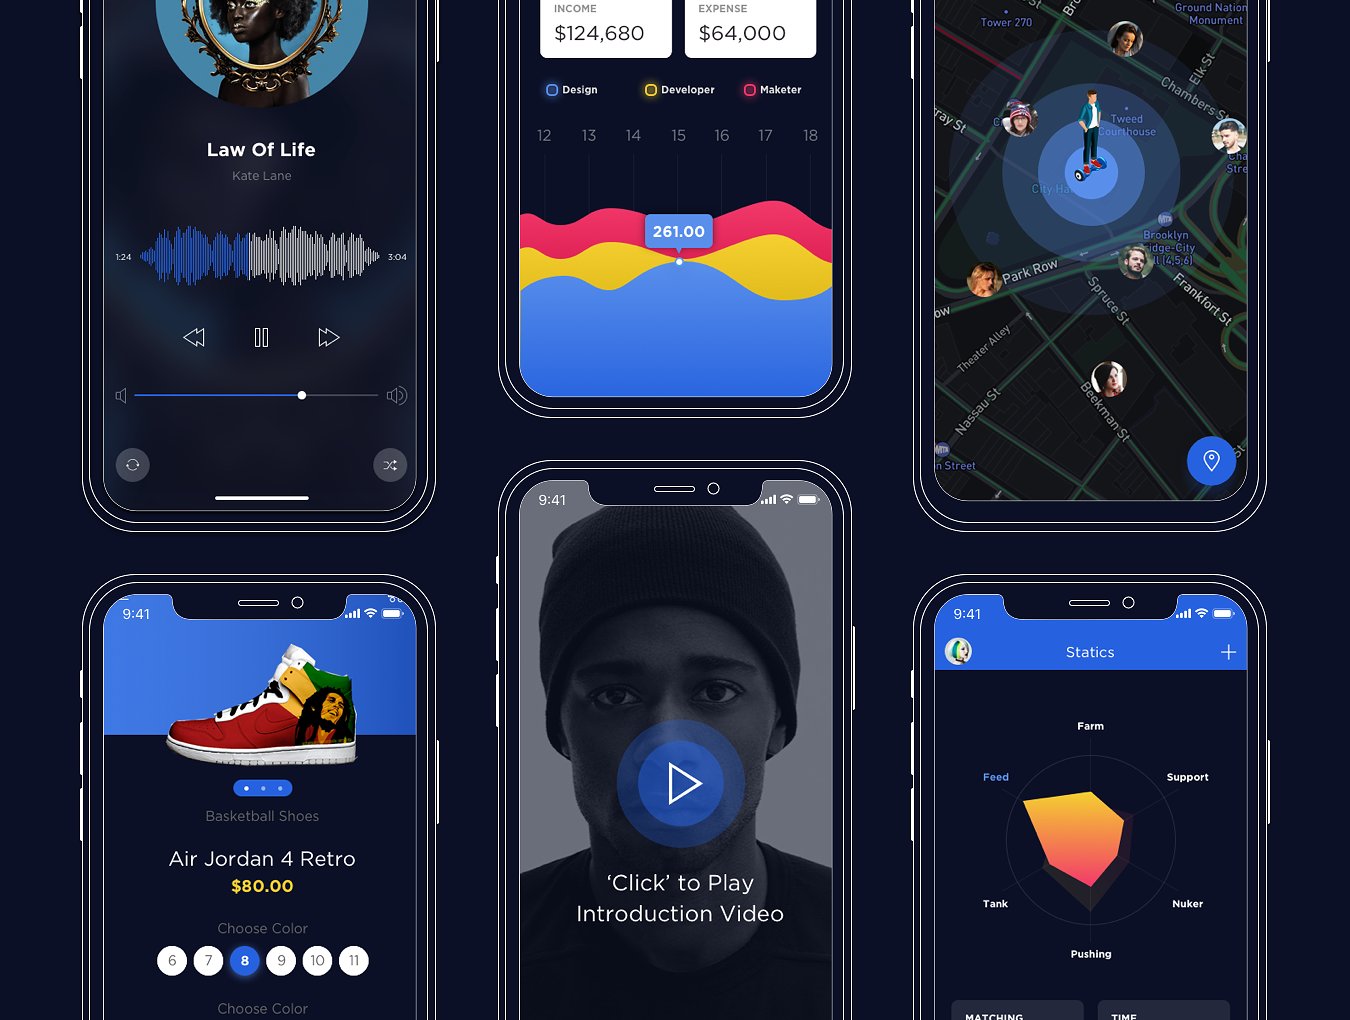 Law Of Life
Kate Lane
1:24
3:04
INCOME
$124,680
EXPENSE
$64,000
Design
Developer
Maketer
12 13 14 15 16 17 18
261.00
Tower 270
Ground Nation
Monument
Elk St
Chambers St
ray St
Tweed
Courthouse
City Ha
Cha
Stre
Brooklyn
idge-City
ll (4,5,6)
Park Row
ow
Frankfort St
Spruce St
Theater Alley
Beekman St
Nassau St
n Street
9:41
Basketball Shoes
Air Jordan 4 Retro
$80.00
Choose Color
6 7 8 9 10 11
Choose Color
9:41
‘Click’ to Play
Introduction Video
9:41
Statics
Farm
Feed
Support
Tank
Nuker
Pushing
MATCHING
TIME